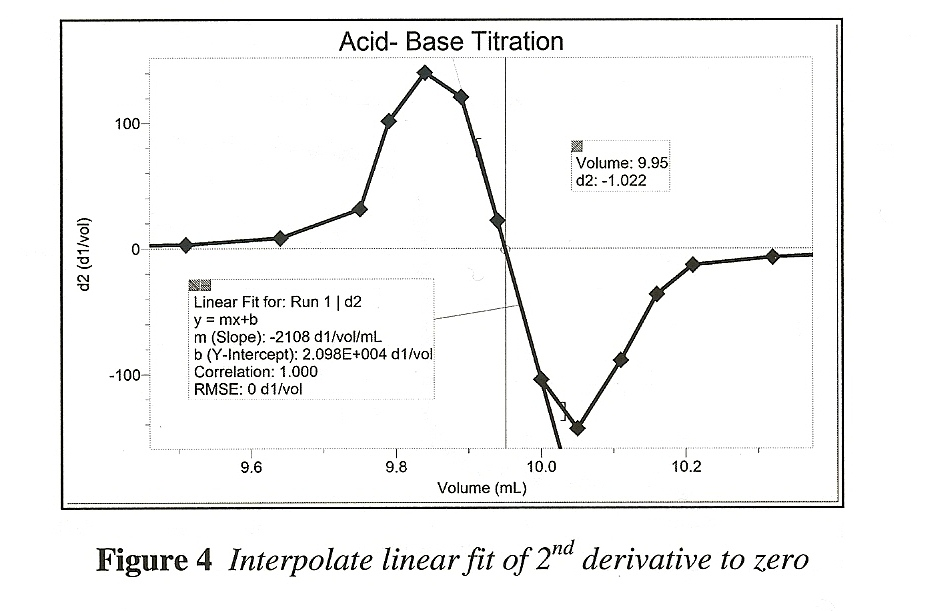 Acid- Base Titration
100
0
-100
d2 (d1/vol)
Volume: 9.95
d2: -1.022
Linear Fit for: Run 1 | d2
y = mx+b
m (Slope): -2108 d1/vol/mL
b (Y-Intercept): 2.098E+004 d1/vol
Correlation: 1.000
RMSE: 0 d1/vol
9.6
9.8
10.0
10.2
Volume (mL)
Figure 4 Interpolate linear fit of 2nd derivative to zero